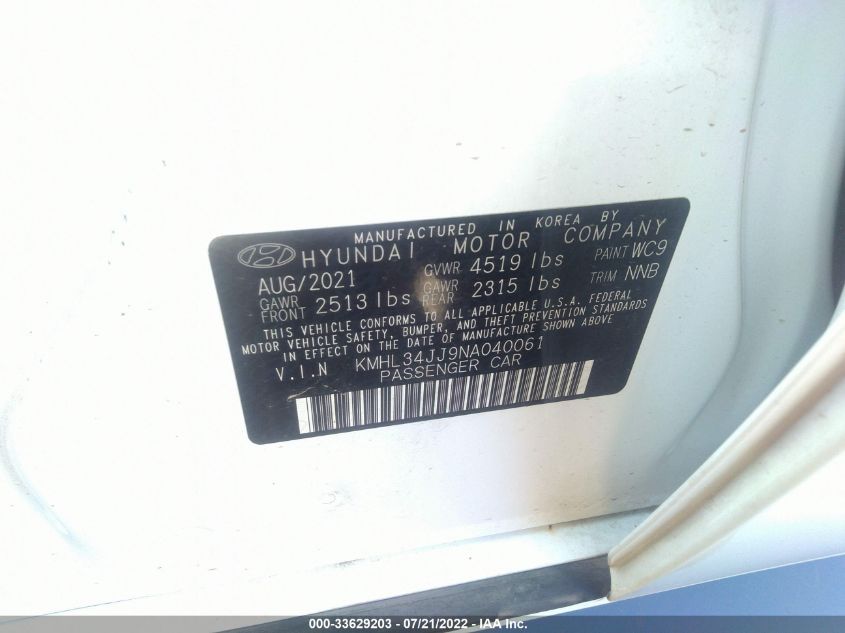 MANUFACTURED IN KOREA BY
HYUNDAI MOTOR COMPANY
AUG/2021 GVWR 4519 lbs PAINT WC9
GAWR FRONT 2513 lbs GAWR REAR 2315 lbs TRIM NNB
THIS VEHICLE CONFORMS TO ALL APPLICABLE U.S.A. FEDERAL
MOTOR VEHICLE SAFETY, BUMPER, AND THEFT PREVENTION STANDARDS
IN EFFECT ON THE DATE OF MANUFACTURE SHOWN ABOVE
V.I.N KMHL34JJ9NA040061
PASSENGER CAR
000-33629203 - 07/21/2022 - IAA Inc.